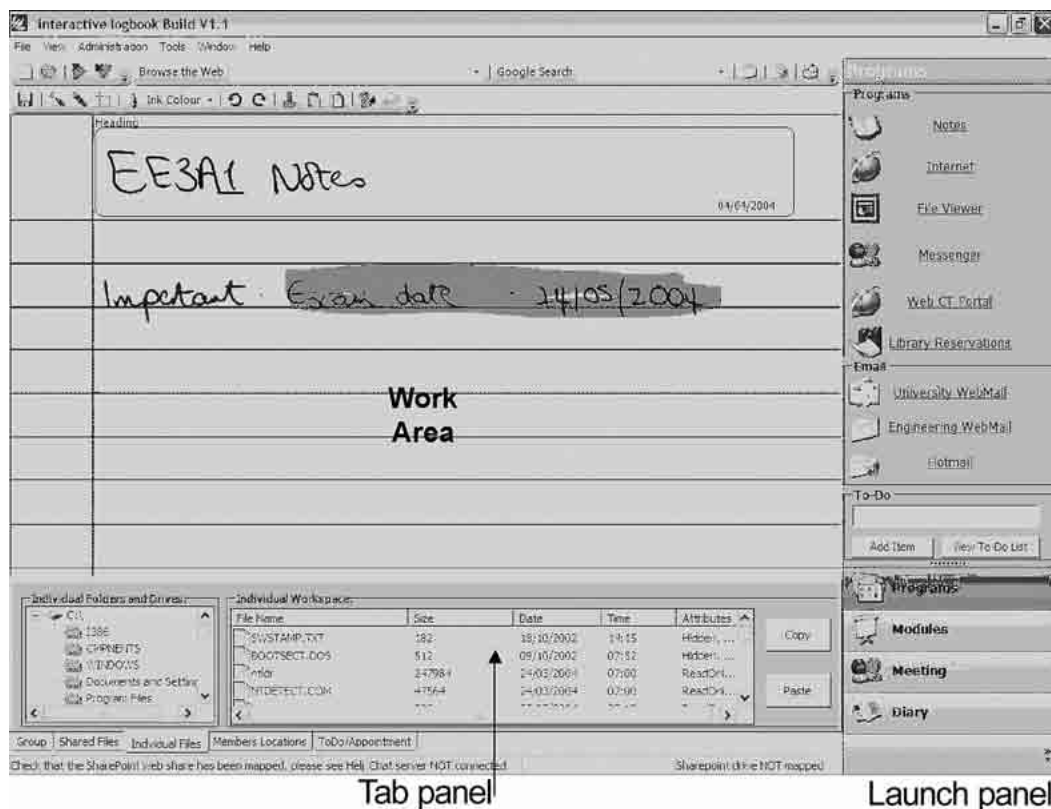 interactive logbook Build V1.1
File View Administration Tools Window Help
Browse the Web Google Search
Ink Colour
Heading
EE3A1 Notes
04/04/2004
Important. Exam date - 24/05/2004
Work
Area
Programs
Programs
Notes
Internet
File Viewer
Messenger
Web CT Portal
Library Reservations
Email
University WebMail
Engineering WebMail
Hotmail
To-Do
Add Item View To-Do List
Programs
Modules
Meeting
Diary
Individual Folders and Drives:
C:\
I386
CMPNENTS
WINDOWS
Documents and Setting
Program Files
Individual Workspace:
File Name Size Date Time Attributes
SWSTAMP.TXT 182 18/10/2002 14:15 Hidden, ...
BOOTSECT.DOS 512 09/10/2002 07:52 Hidden, ...
ntldr 247984 24/03/2004 07:00 ReadOnl...
NTDETECT.COM 47564 24/03/2004 07:00 ReadOnl...
Copy
Paste
Group Shared Files Individual Files Members Locations ToDo/Appointment
Check that the SharePoint web share has been mapped, please see Help Chat server NOT connected Sharepoint drive NOT mapped
Tab panel Launch panel